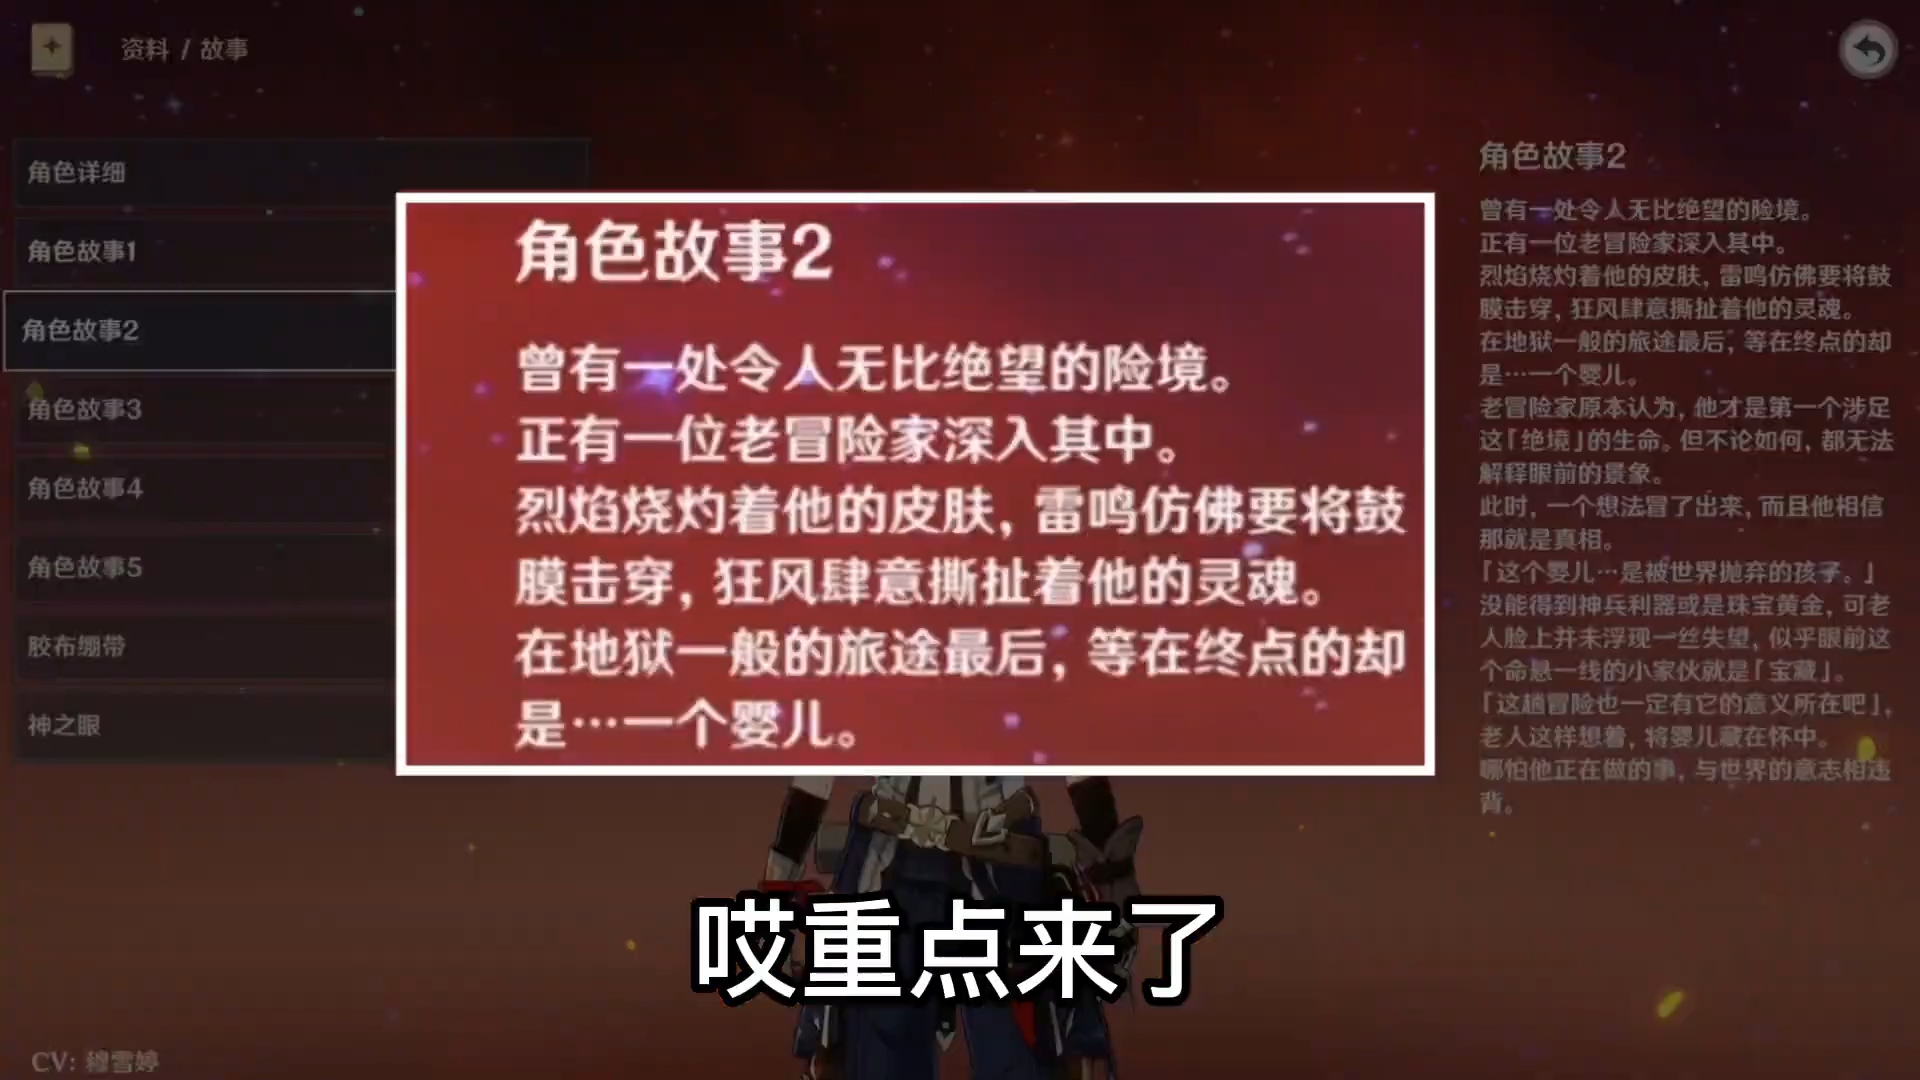 资料 / 故事
角色详细
角色故事1
角色故事2
角色故事3
角色故事4
角色故事5
胶布绷带
神之眼
角色故事2
曾有一处令人无比绝望的险境。
正有一位老冒险家深入其中。
烈焰烧灼着他的皮肤，雷鸣仿佛要将鼓
膜击穿，狂风肆意撕扯着他的灵魂。
在地狱一般的旅途最后，等在终点的却
是…一个婴儿。
角色故事2
曾有一处令人无比绝望的险境。
正有一位老冒险家深入其中。
烈焰烧灼着他的皮肤，雷鸣仿佛要将鼓
膜击穿，狂风肆意撕扯着他的灵魂。
在地狱一般的旅途最后，等在终点的却
是…一个婴儿。
老冒险家原本认为，他才是第一个涉足
这「绝境」的生命。但不论如何，都无法
解释眼前的景象。
此时，一个想法冒了出来，而且他相信
那就是真相。
「这个婴儿…是被世界抛弃的孩子。」
没能得到神兵利器或是珠宝黄金，可老
人脸上并未浮现一丝失望，似乎眼前这
个命悬一线的小家伙就是「宝藏」。
「这趟冒险也一定有它的意义所在吧」，
老人这样想着，将婴儿藏在怀中。
哪怕他正在做的事，与世界的意志相违
背。
哎重点来了
CV: 穆雪婷